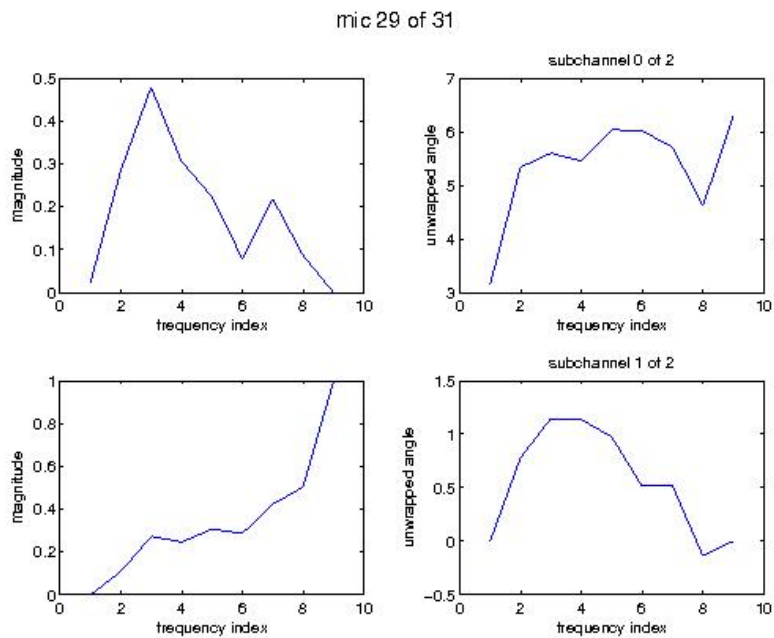 mic 29 of 31
subchannel 0 of 2
0.5
0.4
0.3
0.2
0.1
0
magnitude
0 2 4 6 8 10
frequency index
7
6
5
4
3
unwrapped angle
0 2 4 6 8 10
frequency index
subchannel 1 of 2
1
0.8
0.6
0.4
0.2
0
magnitude
0 2 4 6 8 10
frequency index
1.5
1
0.5
0
−0.5
unwrapped angle
0 2 4 6 8 10
frequency index